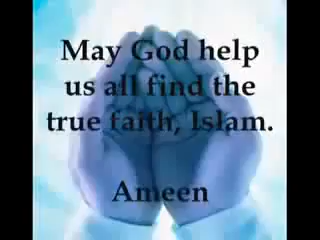 May God help
us all find the
true faith, Islam.
Ameen